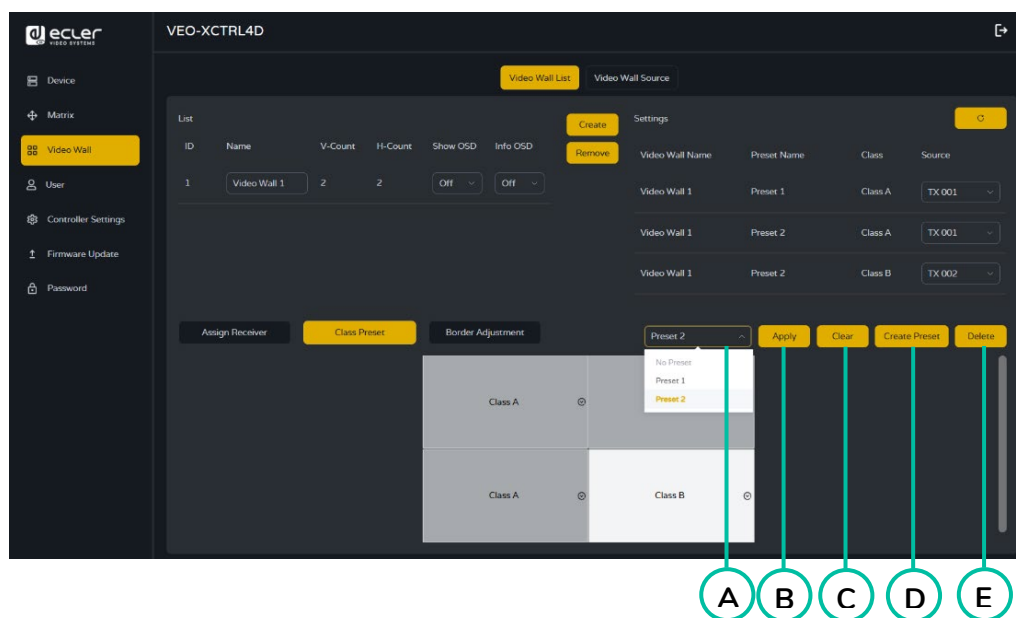 ecler
VIDEO SYSTEMS
VEO-XCTRL4D
Device
Matrix
Video Wall
User
Controller Settings
Firmware Update
Password
Video Wall List Video Wall Source
List
Create
Remove
ID Name V-Count H-Count Show OSD Info OSD
1 Video Wall 1 2 2 Off Off
Settings
Video Wall Name Preset Name Class Source
Video Wall 1 Preset 1 Class A TX 001
Video Wall 1 Preset 2 Class A TX 001
Video Wall 1 Preset 2 Class B TX 002
Assign Receiver Class Preset Border Adjustment
Preset 2 Apply Clear Create Preset Delete
No Preset
Preset 1
Preset 2
Class A
Class A Class B
A B C D E